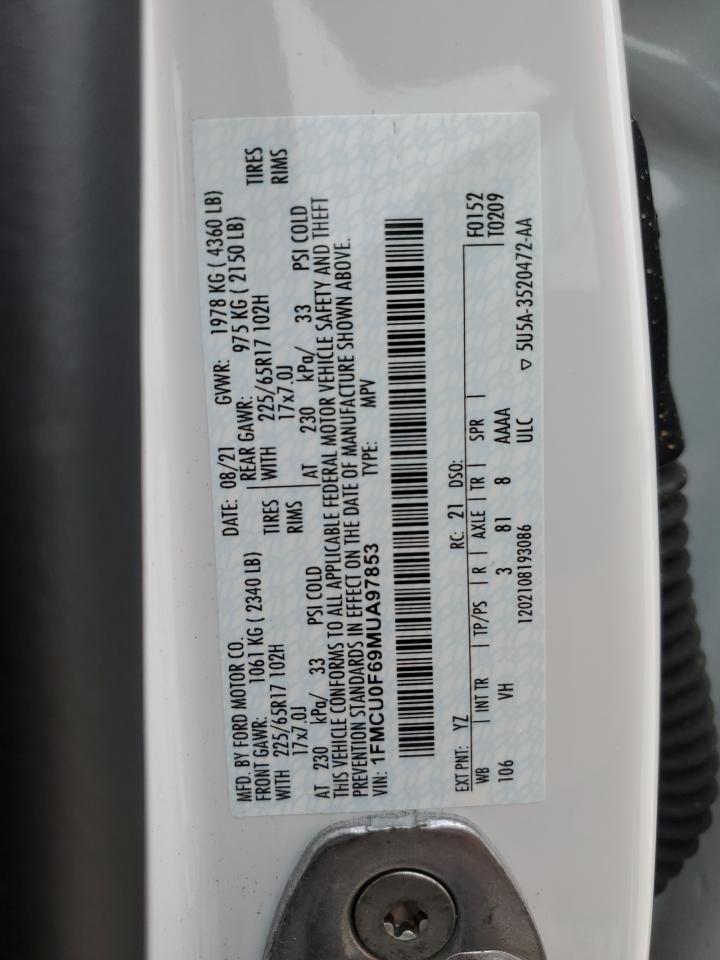 MFD. BY FORD MOTOR CO.
DATE: 08/21 GVWR: 1978 KG ( 4360 LB)
FRONT GAWR: 1061 KG ( 2340 LB) REAR GAWR: 975 KG ( 2150 LB)
WITH 225/65R17 102H TIRES WITH 225/65R17 102H TIRES
17x7.0J RIMS 17x7.0J RIMS
AT 230 kPa/ 33 PSI COLD AT 230 kPa/ 33 PSI COLD
THIS VEHICLE CONFORMS TO ALL APPLICABLE FEDERAL MOTOR VEHICLE SAFETY AND THEFT
PREVENTION STANDARDS IN EFFECT ON THE DATE OF MANUFACTURE SHOWN ABOVE.
VIN: 1FMCU0F69MUA97853 TYPE: MPV
F0152
EXT PNT: YZ RC: 21 DSO: T0209
WB INT TR TP/PS R AXLE TR SPR
106 VH 3 81 8 AAAA
1202108193086 ULC ▽ 5U5A-3520472-AA